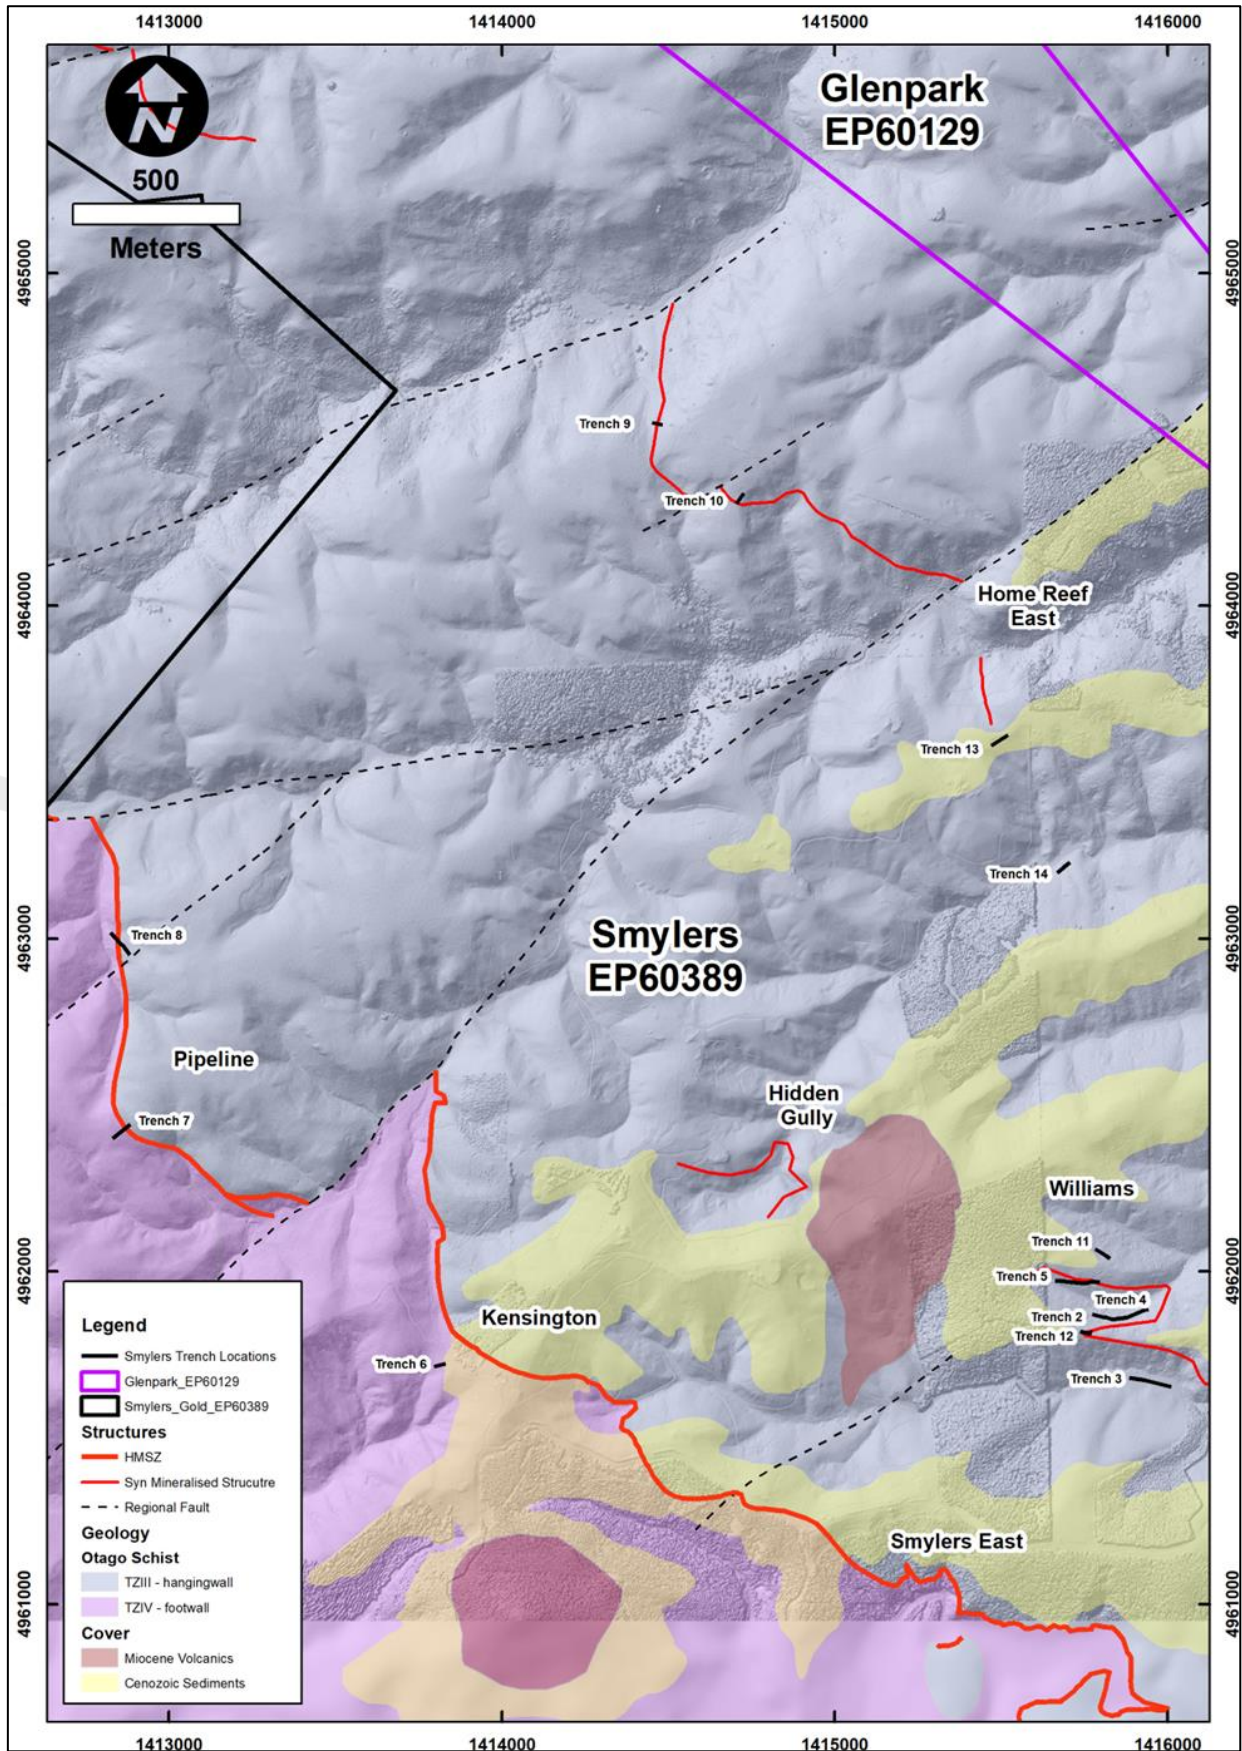 1413000
1414000
1415000
1416000
Glenpark
EP60129
N
500
Meters
4965000
4965000
Trench 9
Trench 10
4964000
4964000
Home Reef
East
Trench 13
Trench 14
Smylers
EP60389
4963000
4963000
Trench 8
Pipeline
Trench 7
Hidden
Gully
Williams
Trench 11
Trench 5
Trench 4
Trench 2
Trench 12
Trench 3
4962000
4962000
Kensington
Trench 6
Smylers East
4961000
4961000
Legend
Smylers Trench Locations
Glenpark_EP60129
Smylers_Gold_EP60389
Structures
HMSZ
Syn Mineralised Strucutre
Regional Fault
Geology
Otago Schist
TZIII - hangingwall
TZIV - footwall
Cover
Miocene Volcanics
Cenozoic Sediments
1413000
1414000
1415000
1416000